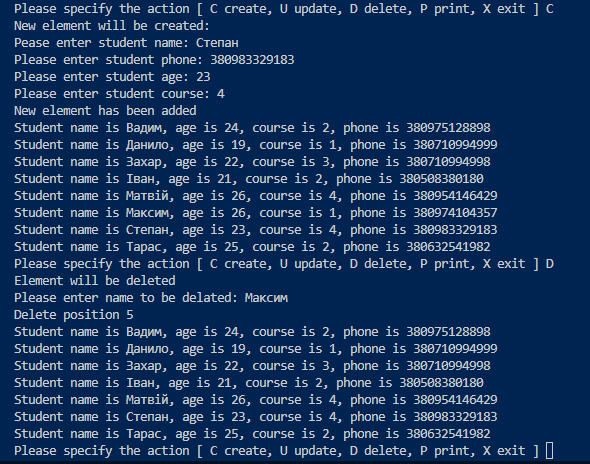 Please specify the action [ C create, U update, D delete, P print, X exit ] C
New element will be created:
Pease enter student name: Степан
Please enter student phone: 380983329183
Please enter student age: 23
Please enter student course: 4
New element has been added
Student name is Вадим, age is 24, course is 2, phone is 380975128898
Student name is Данило, age is 19, course is 1, phone is 380710994999
Student name is Захар, age is 22, course is 3, phone is 380710994998
Student name is Іван, age is 21, course is 2, phone is 380508380180
Student name is Матвій, age is 26, course is 4, phone is 380954146429
Student name is Максим, age is 26, course is 1, phone is 380974104357
Student name is Степан, age is 23, course is 4, phone is 380983329183
Student name is Тарас, age is 25, course is 2, phone is 380632541982
Please specify the action [ C create, U update, D delete, P print, X exit ] D
Element will be deleted
Please enter name to be delated: Максим
Delete position 5
Student name is Вадим, age is 24, course is 2, phone is 380975128898
Student name is Данило, age is 19, course is 1, phone is 380710994999
Student name is Захар, age is 22, course is 3, phone is 380710994998
Student name is Іван, age is 21, course is 2, phone is 380508380180
Student name is Матвій, age is 26, course is 4, phone is 380954146429
Student name is Степан, age is 23, course is 4, phone is 380983329183
Student name is Тарас, age is 25, course is 2, phone is 380632541982
Please specify the action [ C create, U update, D delete, P print, X exit ]